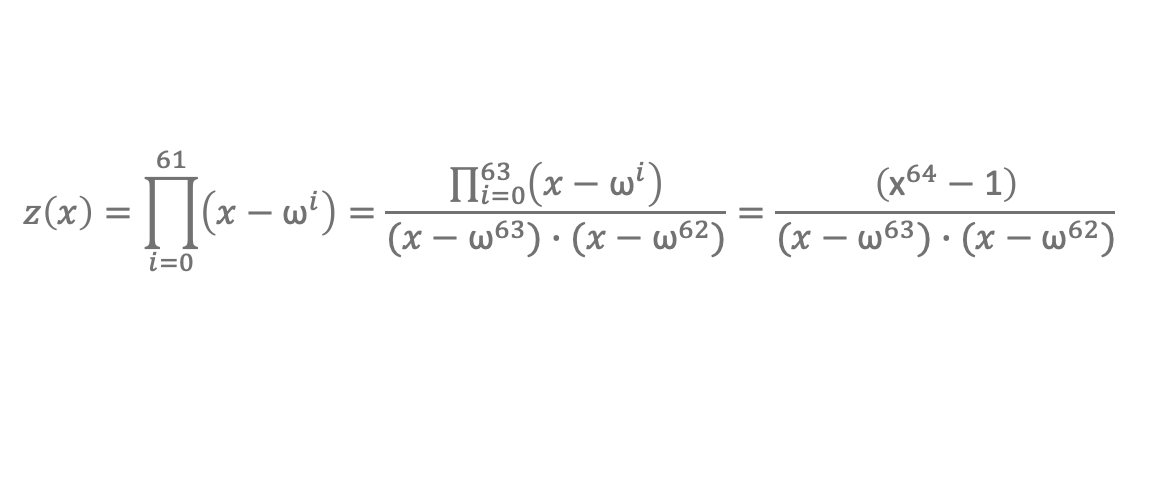 z(x) = ∏_{i=0}^{61}(x − ω^i) = ∏_{i=0}^{63}(x − ω^i) / (x − ω^63) · (x − ω^62) = (x^64 − 1) / (x − ω^63) · (x − ω^62)